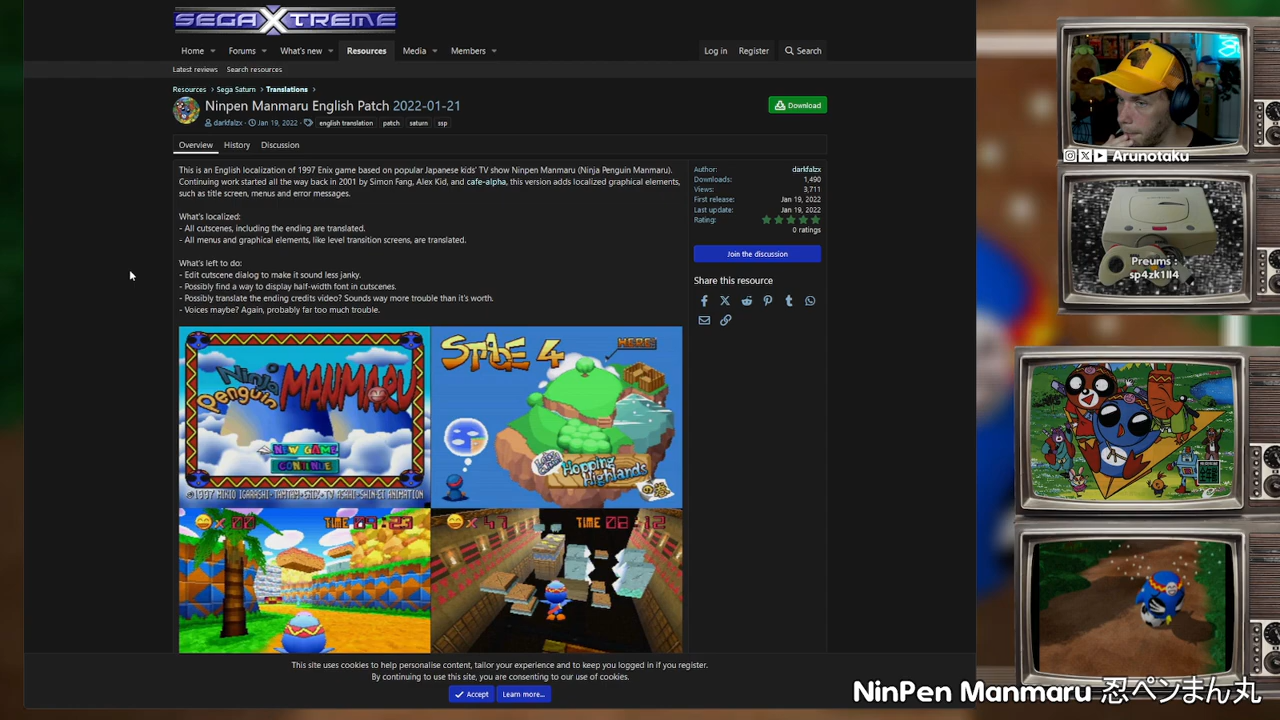 SEGAXTREME
Home Forums What's new Resources Media Members Log in Register Search
Latest reviews Search resources
Resources > Sega Saturn > Translations >
Ninpen Manmaru English Patch 2022-01-21
Download
darkfalzx Jan 19, 2022 english translation patch saturn ssp
Overview History Discussion
This is an English localization of 1997 Enix game based on popular Japanese kids' TV show Ninpen Manmaru (Ninja Penguin Manmaru).
Continuing work started all the way back in 2001 by Simon Fang, Alex Kid, and cafe-alpha, this version adds localized graphical elements,
such as title screen, menus and error messages.
What's localized:
- All cutscenes, including the ending are translated.
- All menus and graphical elements, like level transition screens, are translated.
What's left to do:
- Edit cutscene dialog to make it sound less janky.
- Possibly find a way to display half-width font in cutscenes.
- Possibly translate the ending credits video? Sounds way more trouble than it's worth.
- Voices maybe? Again, probably far too much trouble.
Author: darkfalzx
Downloads: 1,490
Views: 3,711
First release: Jan 19, 2022
Last update: Jan 19, 2022
Rating:
0 ratings
Join the discussion
Share this resource
Ninja
Penguin MANMARU
NEW GAME
CONTINUE
©1997 MIKIO IGARASHI·TAMTAM·ENIX·TV ASAHI·SHIN-EI ANIMATION
STAGE 4
HERE!
Hopping
Highlands
TIME
TIME 08:12
This site uses cookies to help personalise content, tailor your experience and to keep you logged in if you register.
By continuing to use this site, you are consenting to our use of cookies.
Accept Learn more...
Arunotaku
Preums :
sp4zk1ll4
NinPen Manmaru 忍ペンまん丸